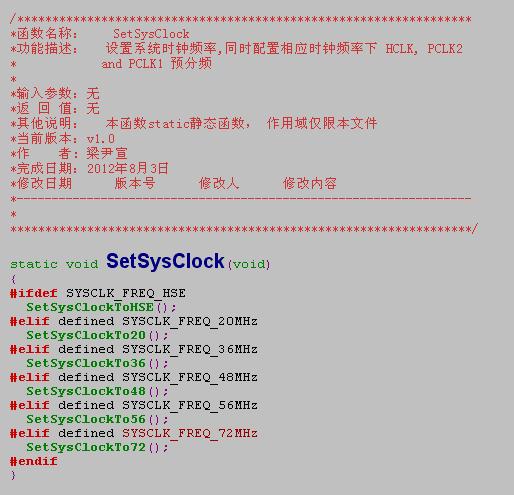 /****************************************************************
*函数名称：    SetSysClock
*功能描述：   设置系统时钟频率,同时配置相应时钟频率下 HCLK, PCLK2
*            and PCLK1 预分频
*
*输入参数：无
*返 回 值：无
*其他说明：   本函数static静态函数， 作用域仅限本文件
*当前版本：v1.0
*作    者：梁尹宣
*完成日期：2012年8月3日
*修改日期      版本号      修改人      修改内容
*----------------------------------------------------------------
*
****************************************************************/
static void SetSysClock(void)
{
#ifdef SYSCLK_FREQ_HSE
  SetSysClockToHSE();
#elif defined SYSCLK_FREQ_20MHz
  SetSysClockTo20();
#elif defined SYSCLK_FREQ_36MHz
  SetSysClockTo36();
#elif defined SYSCLK_FREQ_48MHz
  SetSysClockTo48();
#elif defined SYSCLK_FREQ_56MHz
  SetSysClockTo56();
#elif defined SYSCLK_FREQ_72MHz
  SetSysClockTo72();
#endif
}